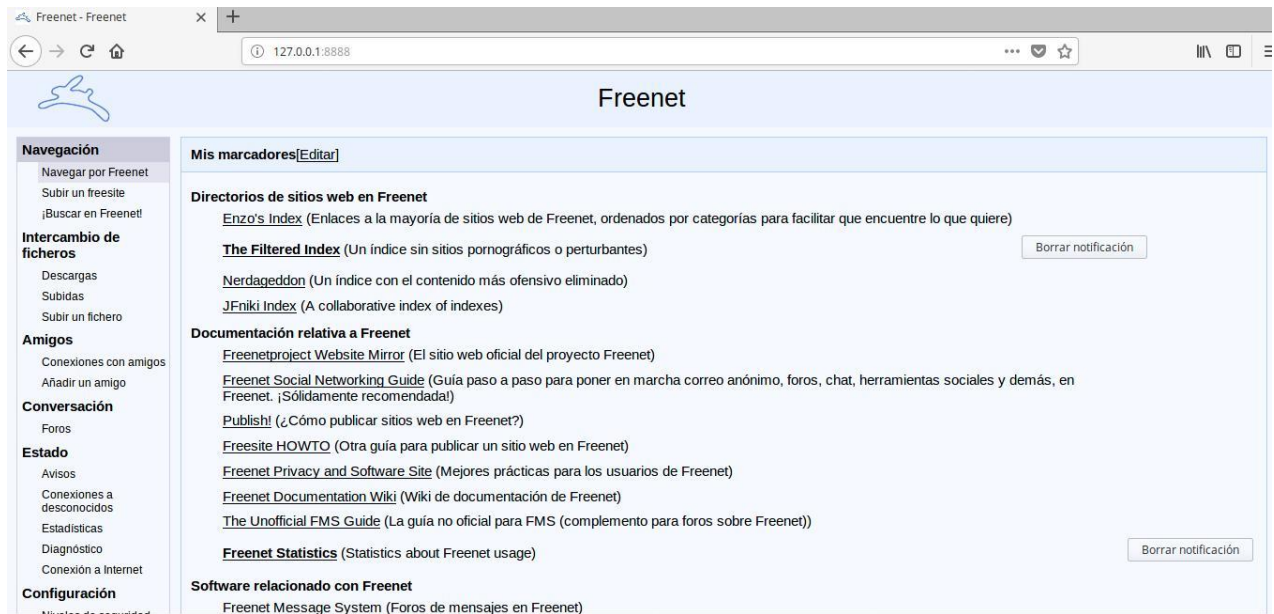 Freenet - Freenet
127.0.0.1:8888
Freenet
Navegación
Navegar por Freenet
Subir un freesite
¡Buscar en Freenet!
Intercambio de
ficheros
Descargas
Subidas
Subir un fichero
Amigos
Conexiones con amigos
Añadir un amigo
Conversación
Foros
Estado
Avisos
Conexiones a
desconocidos
Estadísticas
Diagnóstico
Conexión a Internet
Configuración
Niveles de seguridad
Mis marcadores[Editar]
Directorios de sitios web en Freenet
Enzo's Index (Enlaces a la mayoría de sitios web de Freenet, ordenados por categorías para facilitar que encuentre lo que quiere)
The Filtered Index (Un índice sin sitios pornográficos o perturbantes)
Borrar notificación
Nerdageddon (Un índice con el contenido más ofensivo eliminado)
JFniki Index (A collaborative index of indexes)
Documentación relativa a Freenet
Freenetproject Website Mirror (El sitio web oficial del proyecto Freenet)
Freenet Social Networking Guide (Guía paso a paso para poner en marcha correo anónimo, foros, chat, herramientas sociales y demás, en
Freenet. ¡Sólidamente recomendada!)
Publish! (¿Cómo publicar sitios web en Freenet?)
Freesite HOWTO (Otra guía para publicar un sitio web en Freenet)
Freenet Privacy and Software Site (Mejores prácticas para los usuarios de Freenet)
Freenet Documentation Wiki (Wiki de documentación de Freenet)
The Unofficial FMS Guide (La guía no oficial para FMS (complemento para foros sobre Freenet))
Freenet Statistics (Statistics about Freenet usage)
Borrar notificación
Software relacionado con Freenet
Freenet Message System (Foros de mensajes en Freenet)